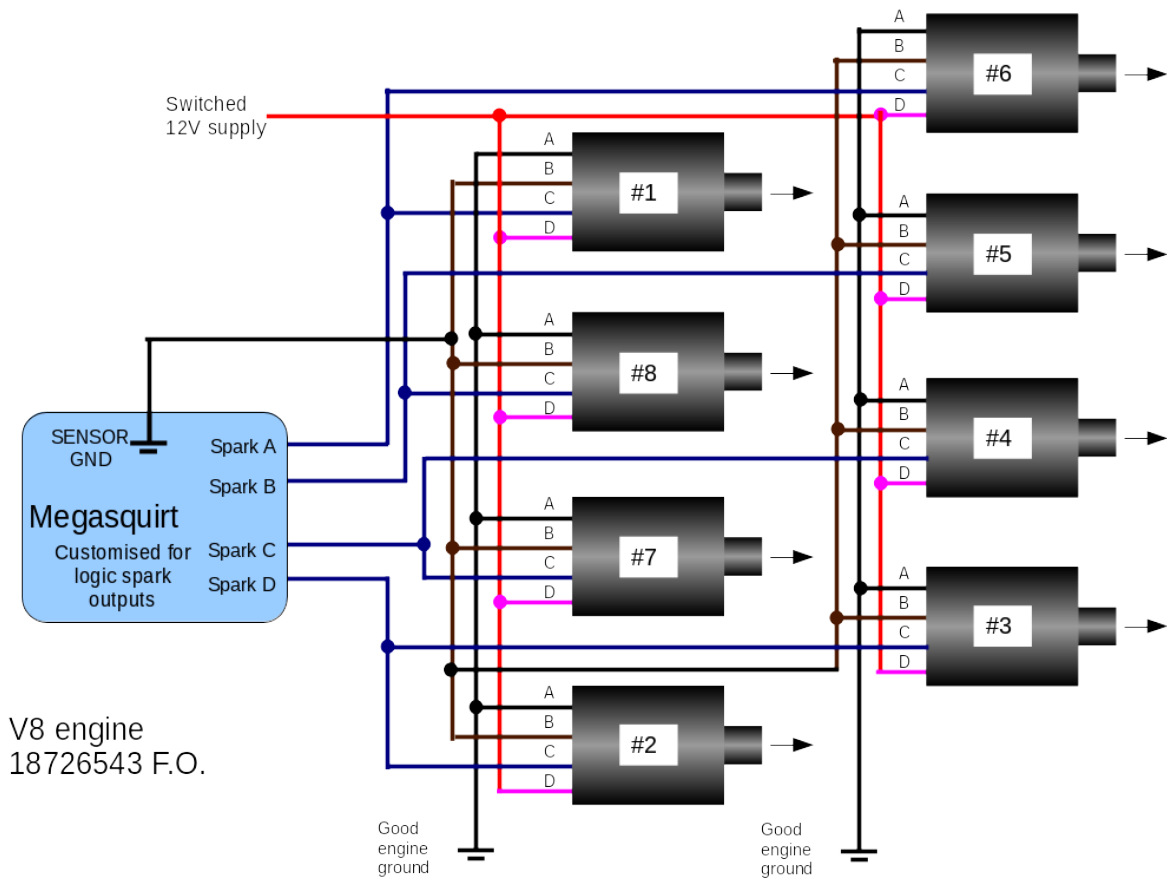 Switched
12V supply
A
B
C
D
#6
A
B
C
D
#1
A
B
C
D
#5
A
B
C
D
#8
A
B
C
D
#4
SENSOR
GND
Spark A
Spark B
Megasquirt
Customised for
logic spark
outputs
Spark C
Spark D
A
B
C
D
#7
A
B
C
D
#3
A
B
C
D
#2
V8 engine
18726543 F.O.
Good
engine
ground
Good
engine
ground